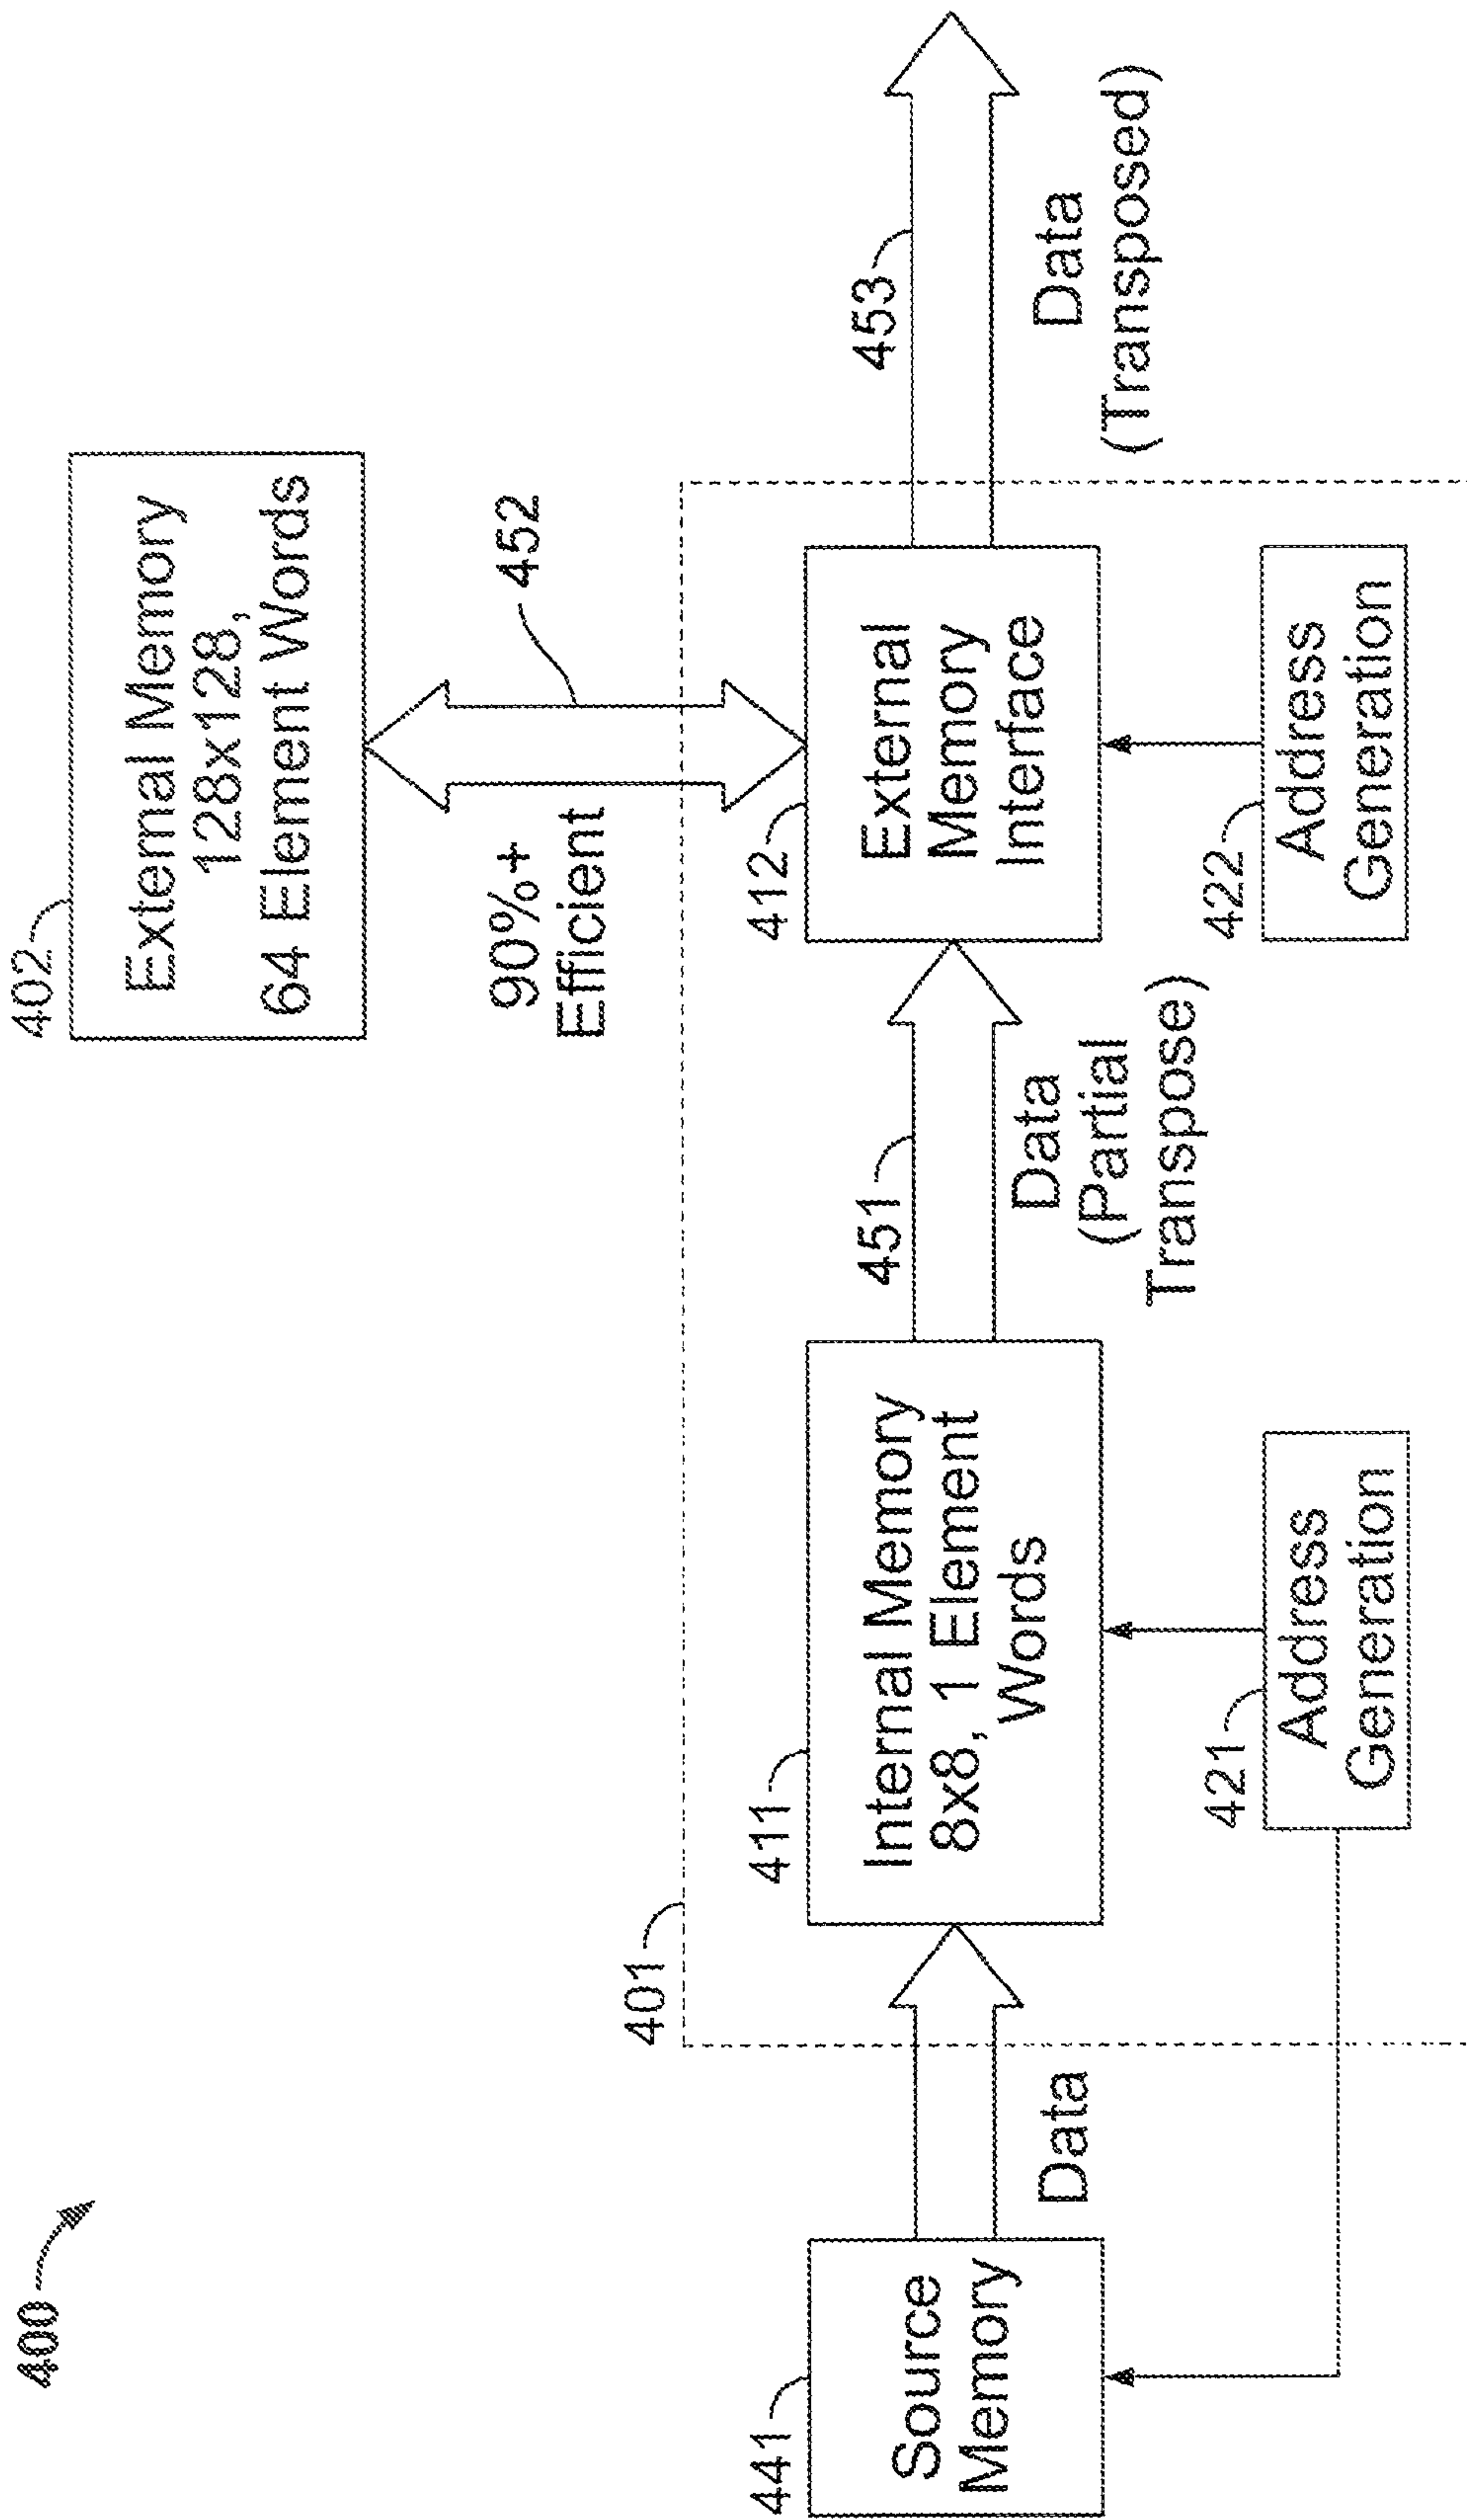 400
402
External Memory
128x128,
64 Element Words
90%+
Efficient
452
401
441
Source
Memory
Data
411
Internal Memory
8x8, 1 Element
Words
451
Data
(Partial
Transpose)
412
External
Memory
Interface
453
Data
(Transposed)
421
Address
Generation
422
Address
Generation